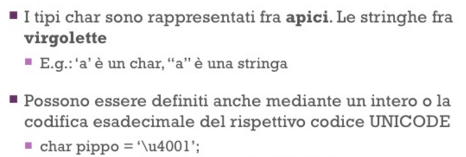 I tipi char sono rappresentati fra apici. Le stringhe fra
virgolette
E.g.: ‘a’ è un char, “a” è una stringa
Possono essere definiti anche mediante un intero o la
codifica esadecimale del rispettivo codice UNICODE
char pippo = ‘\u4001’;